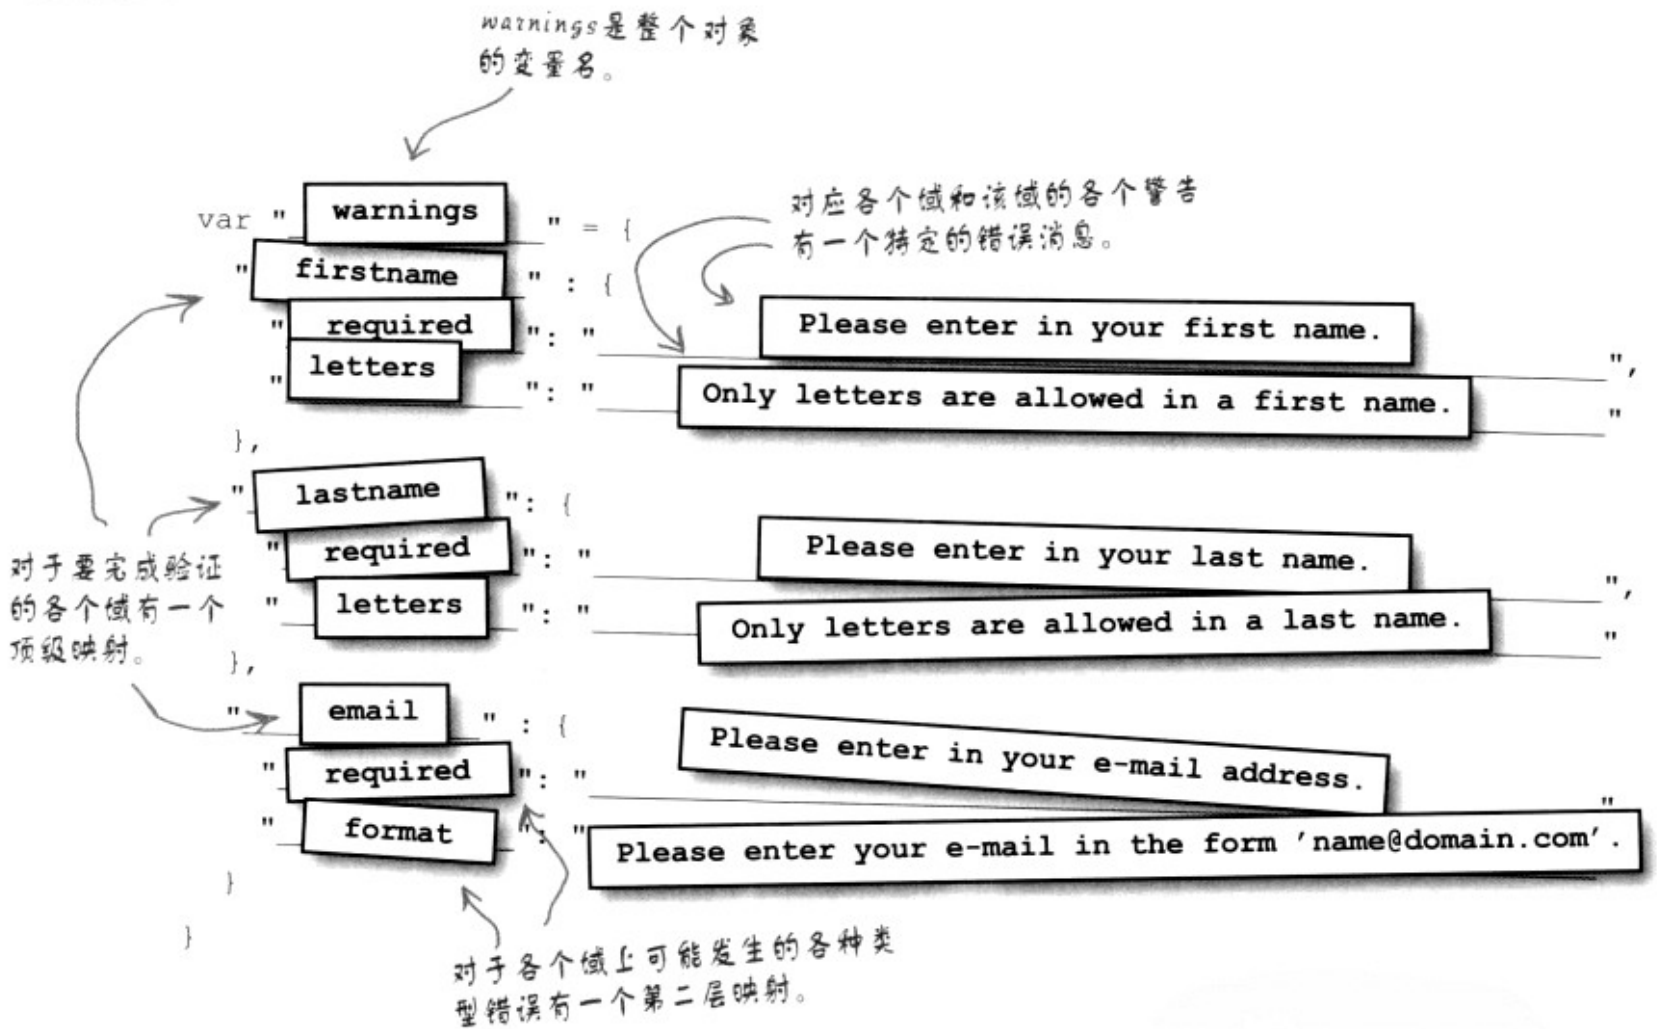 warnings是整个对象
的变量名。
var " warnings " = {
对应各个域和该域的各个警告
有一个特定的错误消息。
" firstname " : {
" required ": " Please enter in your first name. ",
" letters ": " Only letters are allowed in a first name. "
},
" lastname ": {
" required ": " Please enter in your last name. ",
" letters ": " Only letters are allowed in a last name. "
},
对于要完成验证
的各个域有一个
顶级映射。
" email " : {
" required ": " Please enter in your e-mail address. "
" format ": " Please enter your e-mail in the form 'name@domain.com'.
}
}
对于各个域上可能发生的各种类
型错误有一个第二层映射。